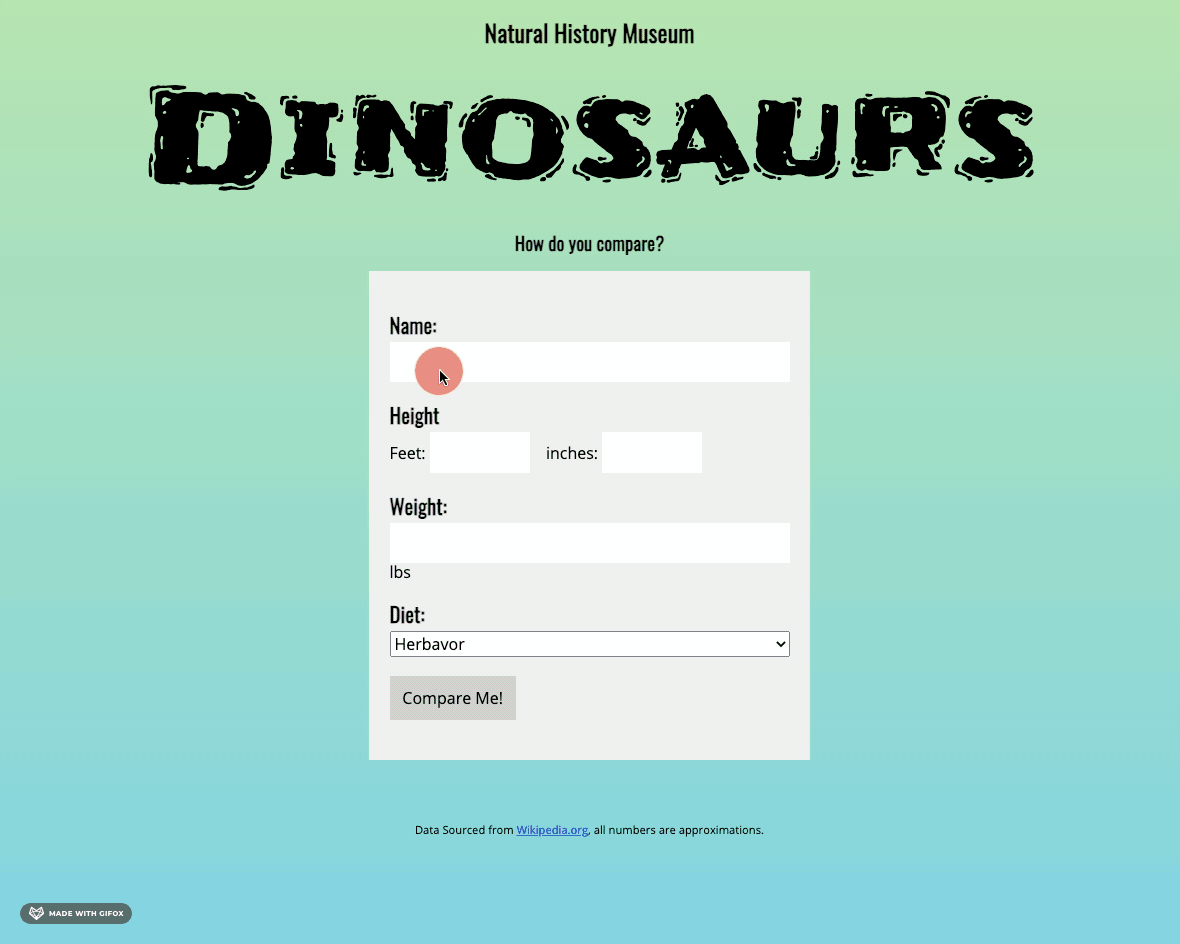 Natural History Museum
DINOSAURS
How do you compare?
Name:
Height
Feet: inches:
Weight:
lbs
Diet:
Herbavor
Compare Me!
Data Sourced from Wikipedia.org, all numbers are approximations.
MADE WITH GIFOX